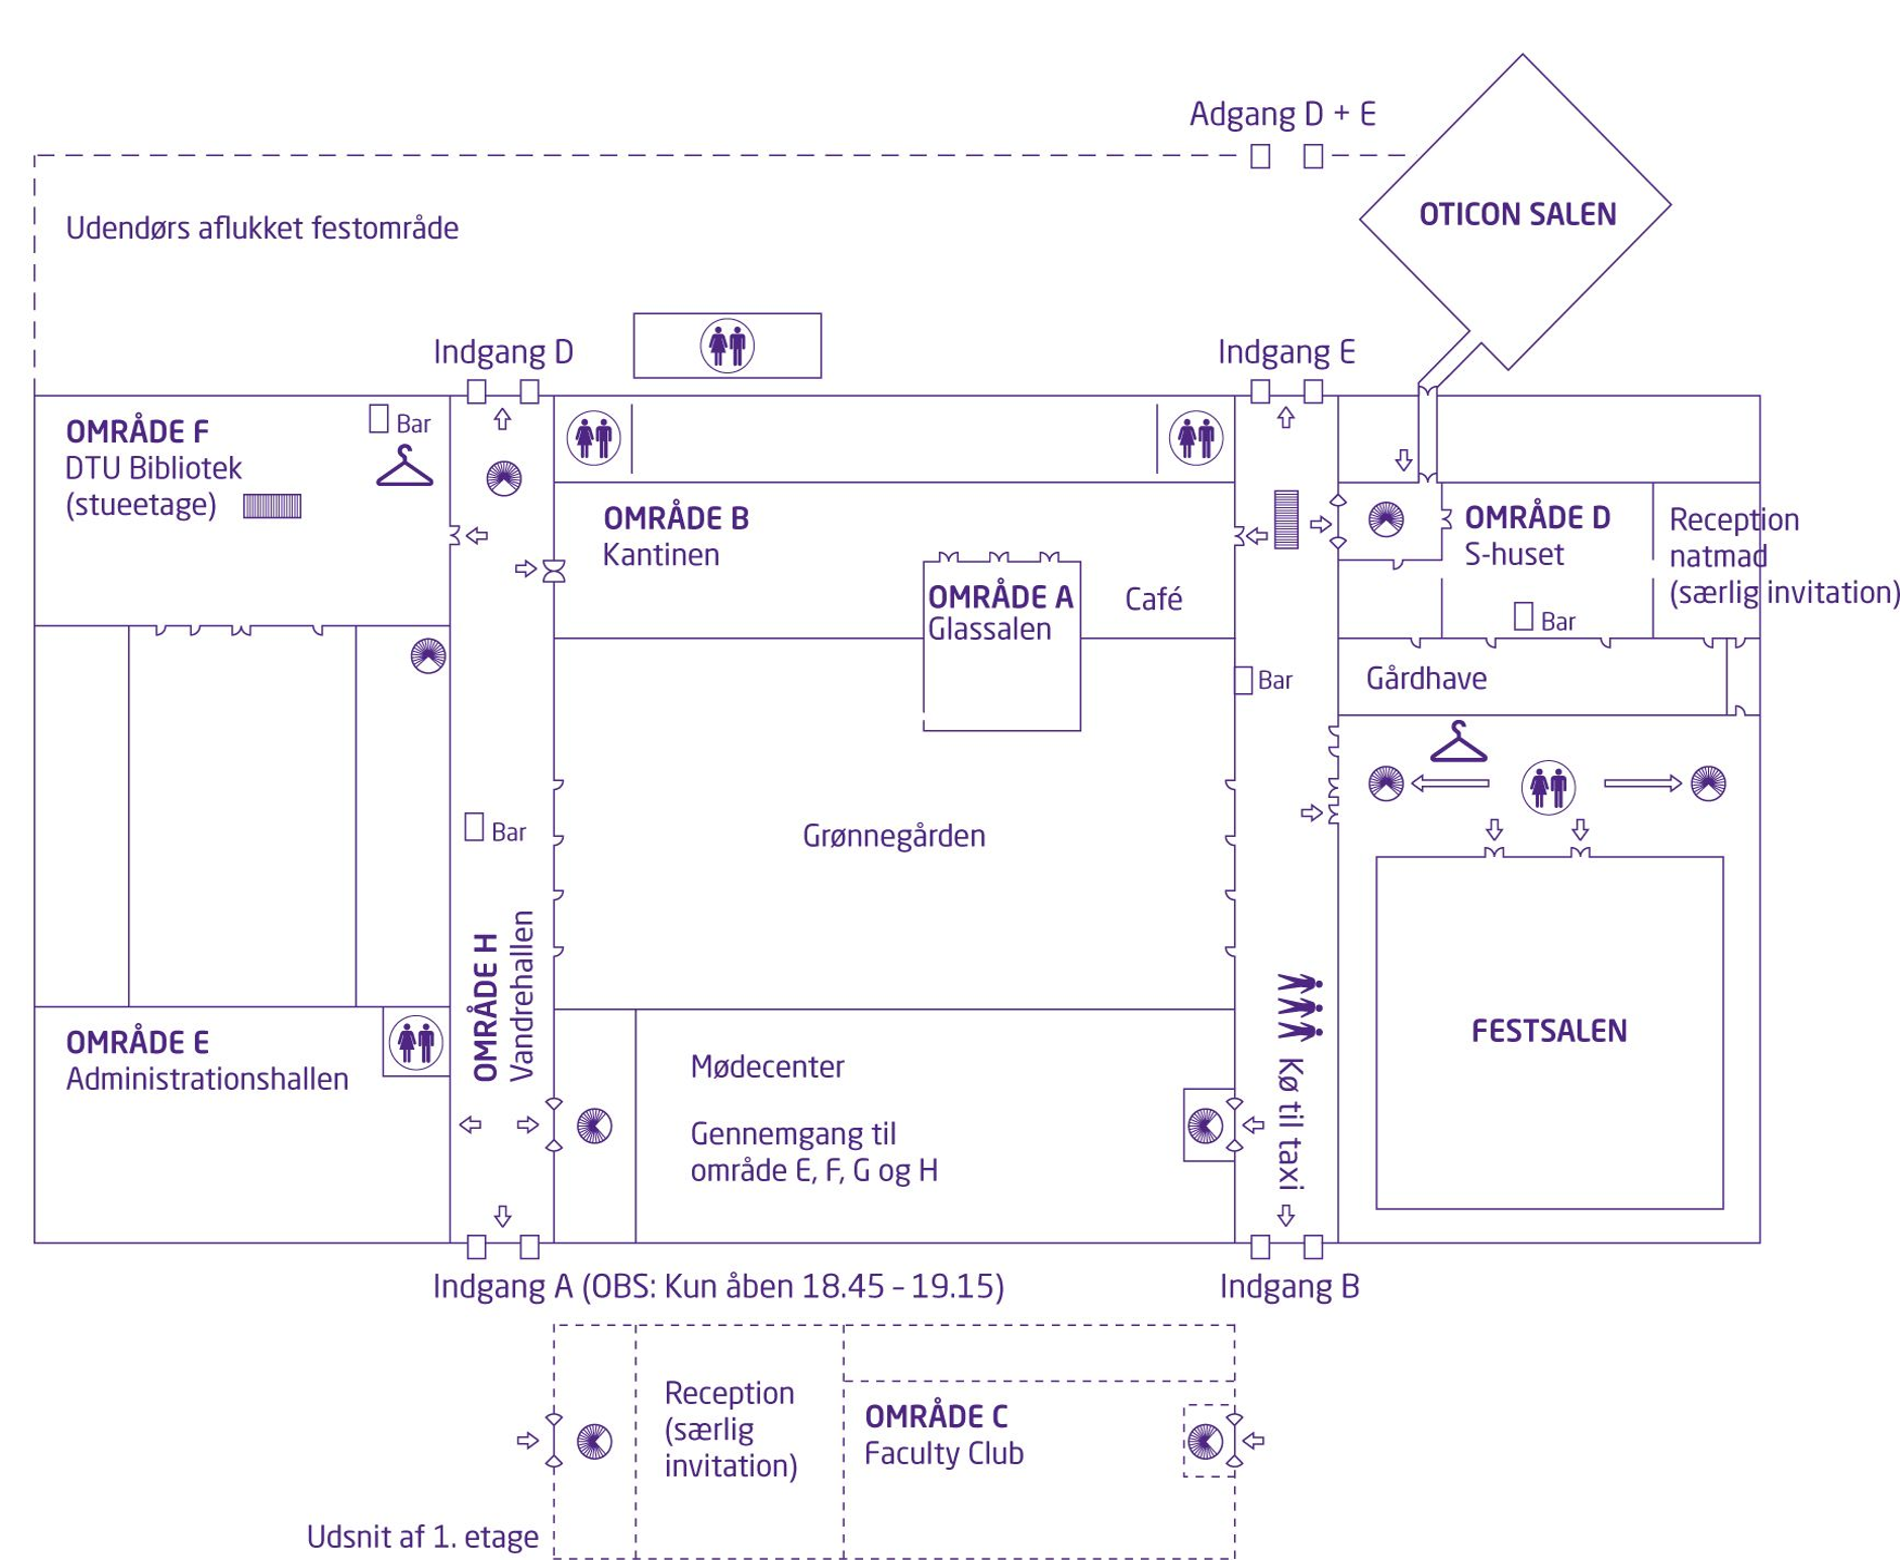 Adgang D + E
OTICON SALEN
Udendørs aflukket festområde
Indgang D
Indgang E
OMRÅDE F
DTU Bibliotek
(stueetage)
Bar
OMRÅDE B
Kantinen
OMRÅDE A
Glassalen
Café
OMRÅDE D
S-huset
Bar
Reception
natmad
(særlig invitation)
Bar
Gårdhave
Bar
Grønnegården
OMRÅDE H
Vandrehallen
FESTSALEN
OMRÅDE E
Administrationshallen
Mødecenter
Gennemgang til
område E, F, G og H
Kø til taxi
Indgang A (OBS: Kun åben 18.45 – 19.15)
Indgang B
Reception
(særlig
invitation)
OMRÅDE C
Faculty Club
Udsnit af 1. etage